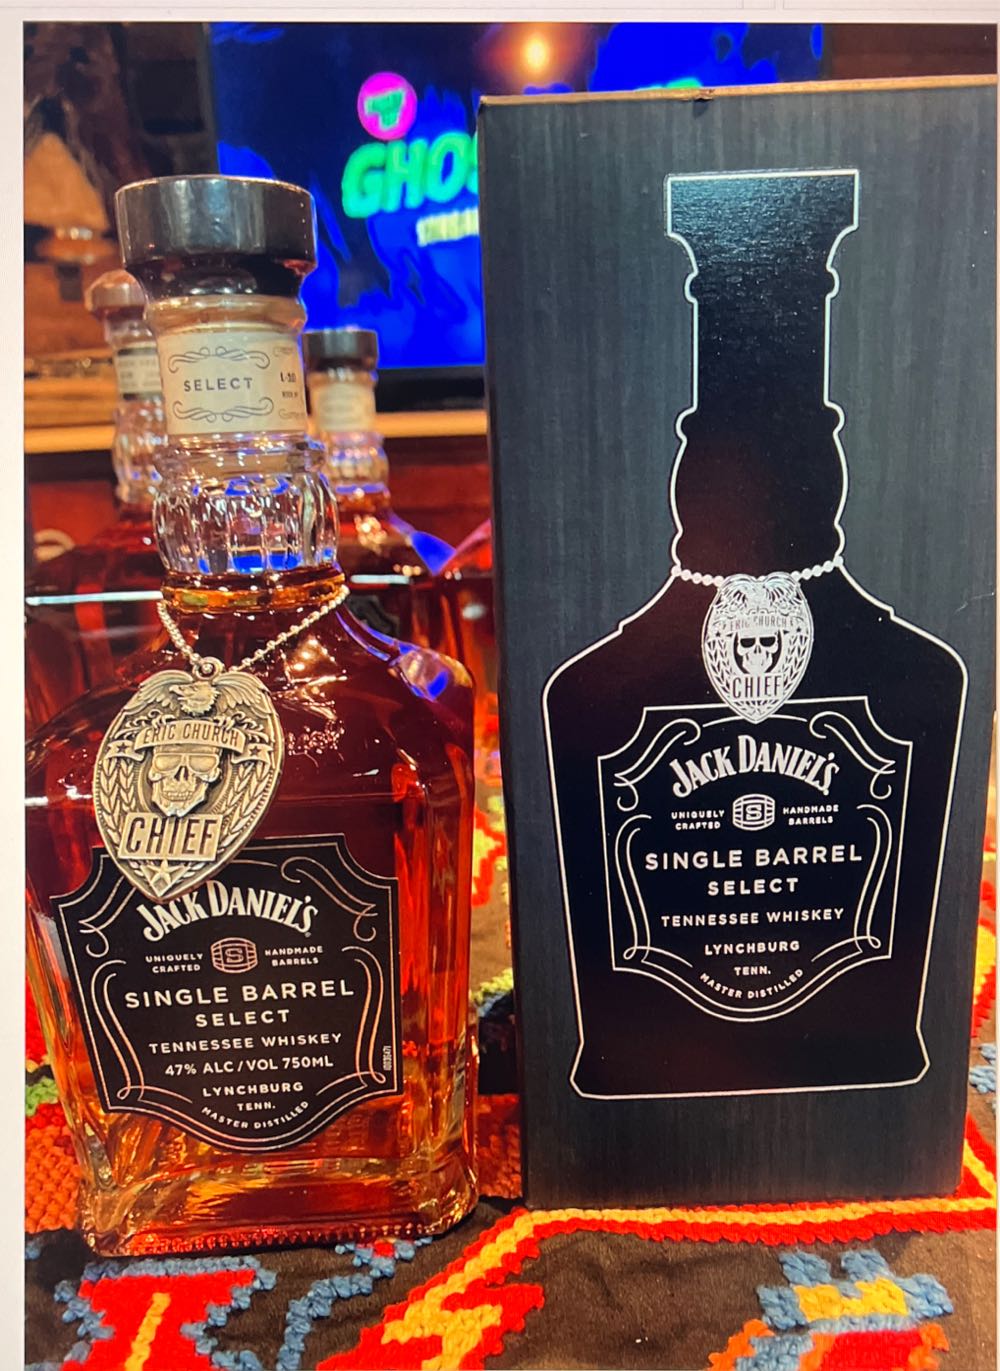 GHOS
SELECT
ERIC CHURCH
CHIEF
JACK DANIEL'S
UNIQUELY CRAFTED
S
HANDMADE BARRELS
SINGLE BARREL
SELECT
TENNESSEE WHISKEY
47% ALC/VOL 750ML
LYNCHBURG
TENN.
MASTER DISTILLED
ERIC CHURCH
CHIEF
JACK DANIEL'S
UNIQUELY CRAFTED
S
HANDMADE BARRELS
SINGLE BARREL
SELECT
TENNESSEE WHISKEY
LYNCHBURG
TENN.
MASTER DISTILLED